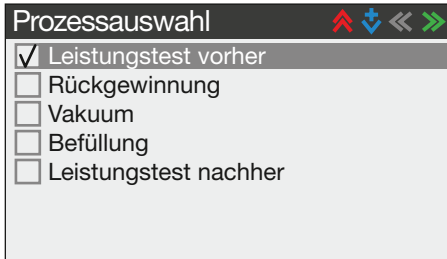 Prozessauswahl
Leistungstest vorher
Rückgewinnung
Vakuum
Befüllung
Leistungstest nachher